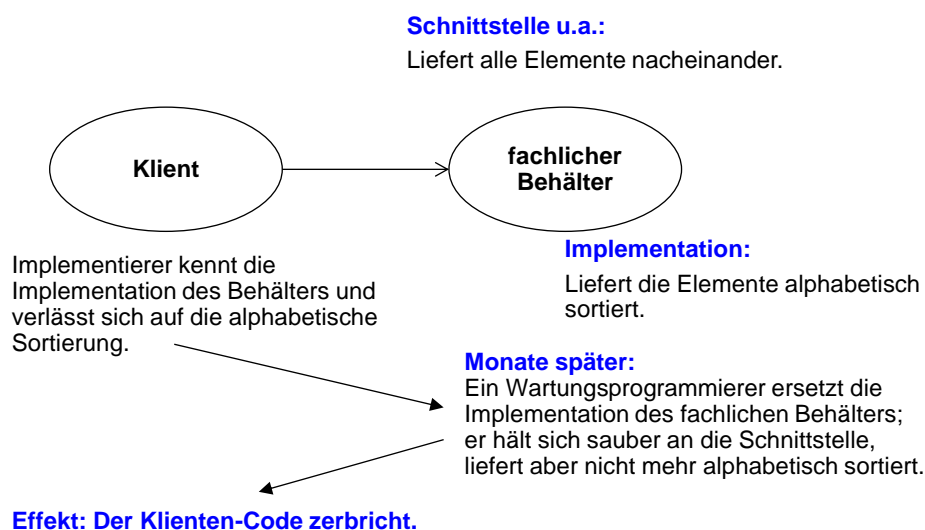 Schnittstelle u.a.:
Liefert alle Elemente nacheinander.
Klient
fachlicher
Behälter
Implementierer kennt die
Implementation des Behälters und
verlässt sich auf die alphabetische
Sortierung.
Implementation:
Liefert die Elemente alphabetisch
sortiert.
Monate später:
Ein Wartungsprogrammierer ersetzt die
Implementation des fachlichen Behälters;
er hält sich sauber an die Schnittstelle,
liefert aber nicht mehr alphabetisch sortiert.
Effekt: Der Klienten-Code zerbricht.